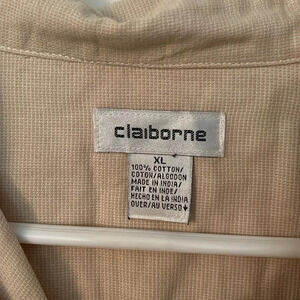 claiborne
XL
100% COTTON/
COTON/ALGODON
MADE IN INDIA/
FAIT EN INDE/
HECHO EN LA INDIA
OVER/AU VERSO